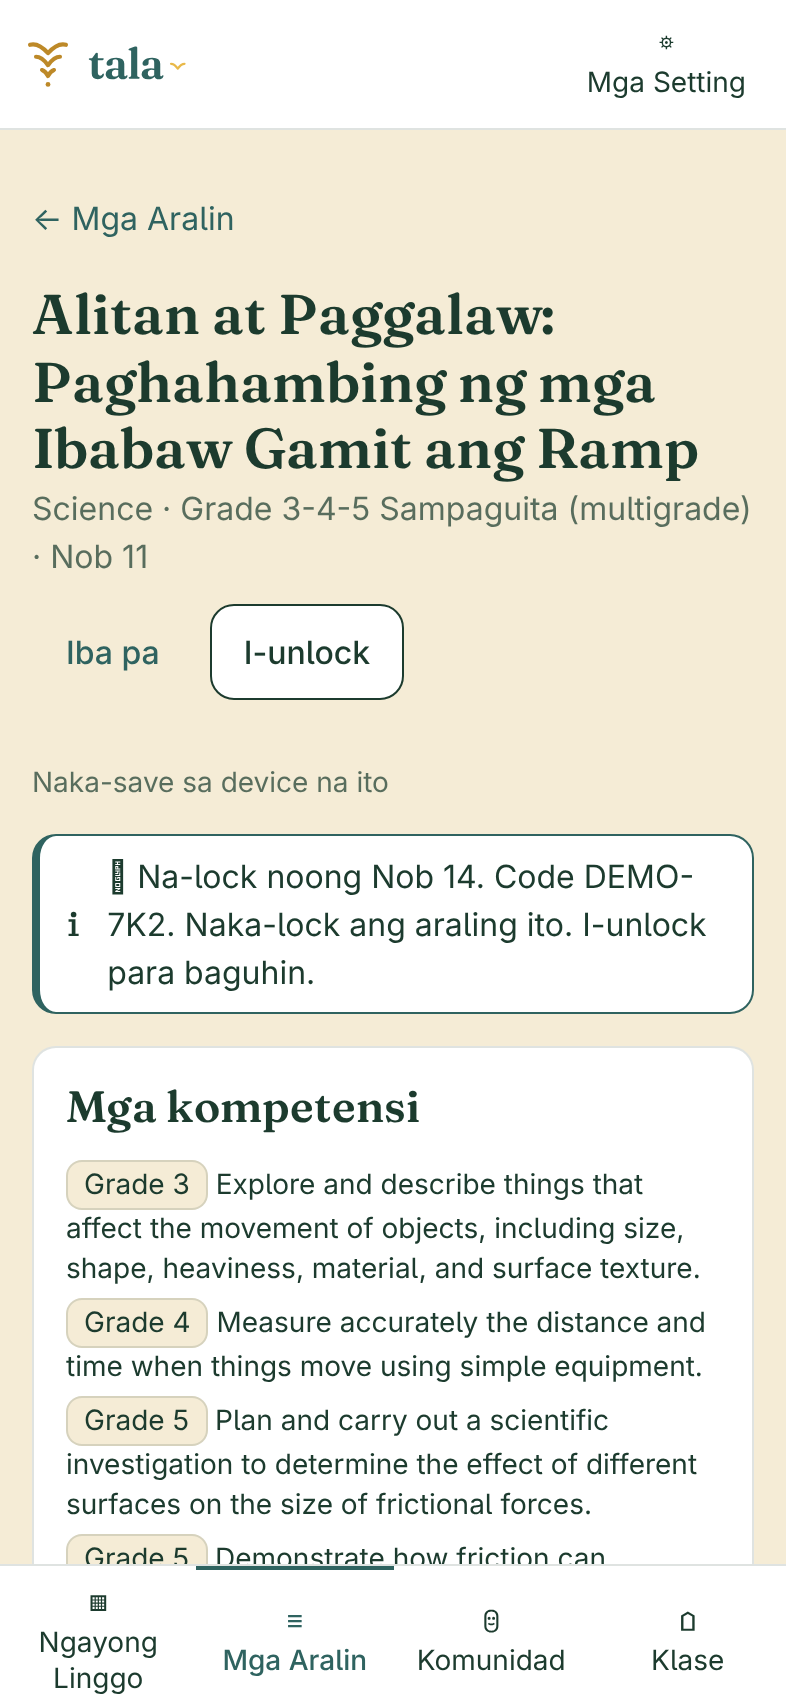 tala
Mga Setting
← Mga Aralin
Alitan at Paggalaw:
Paghahambing ng mga
Ibabaw Gamit ang Ramp
Science · Grade 3-4-5 Sampaguita (multigrade)
· Nob 11
Iba pa
I-unlock
Naka-save sa device na ito
Na-lock noong Nob 14. Code DEMO-
i 7K2. Naka-lock ang araling ito. I-unlock
para baguhin.
Mga kompetensi
Grade 3 Explore and describe things that
affect the movement of objects, including size,
shape, heaviness, material, and surface texture.
Grade 4 Measure accurately the distance and
time when things move using simple equipment.
Grade 5 Plan and carry out a scientific
investigation to determine the effect of different
surfaces on the size of frictional forces.
Grade 5 Demonstrate how friction can
Ngayong
Linggo
Mga Aralin
Komunidad
Klase